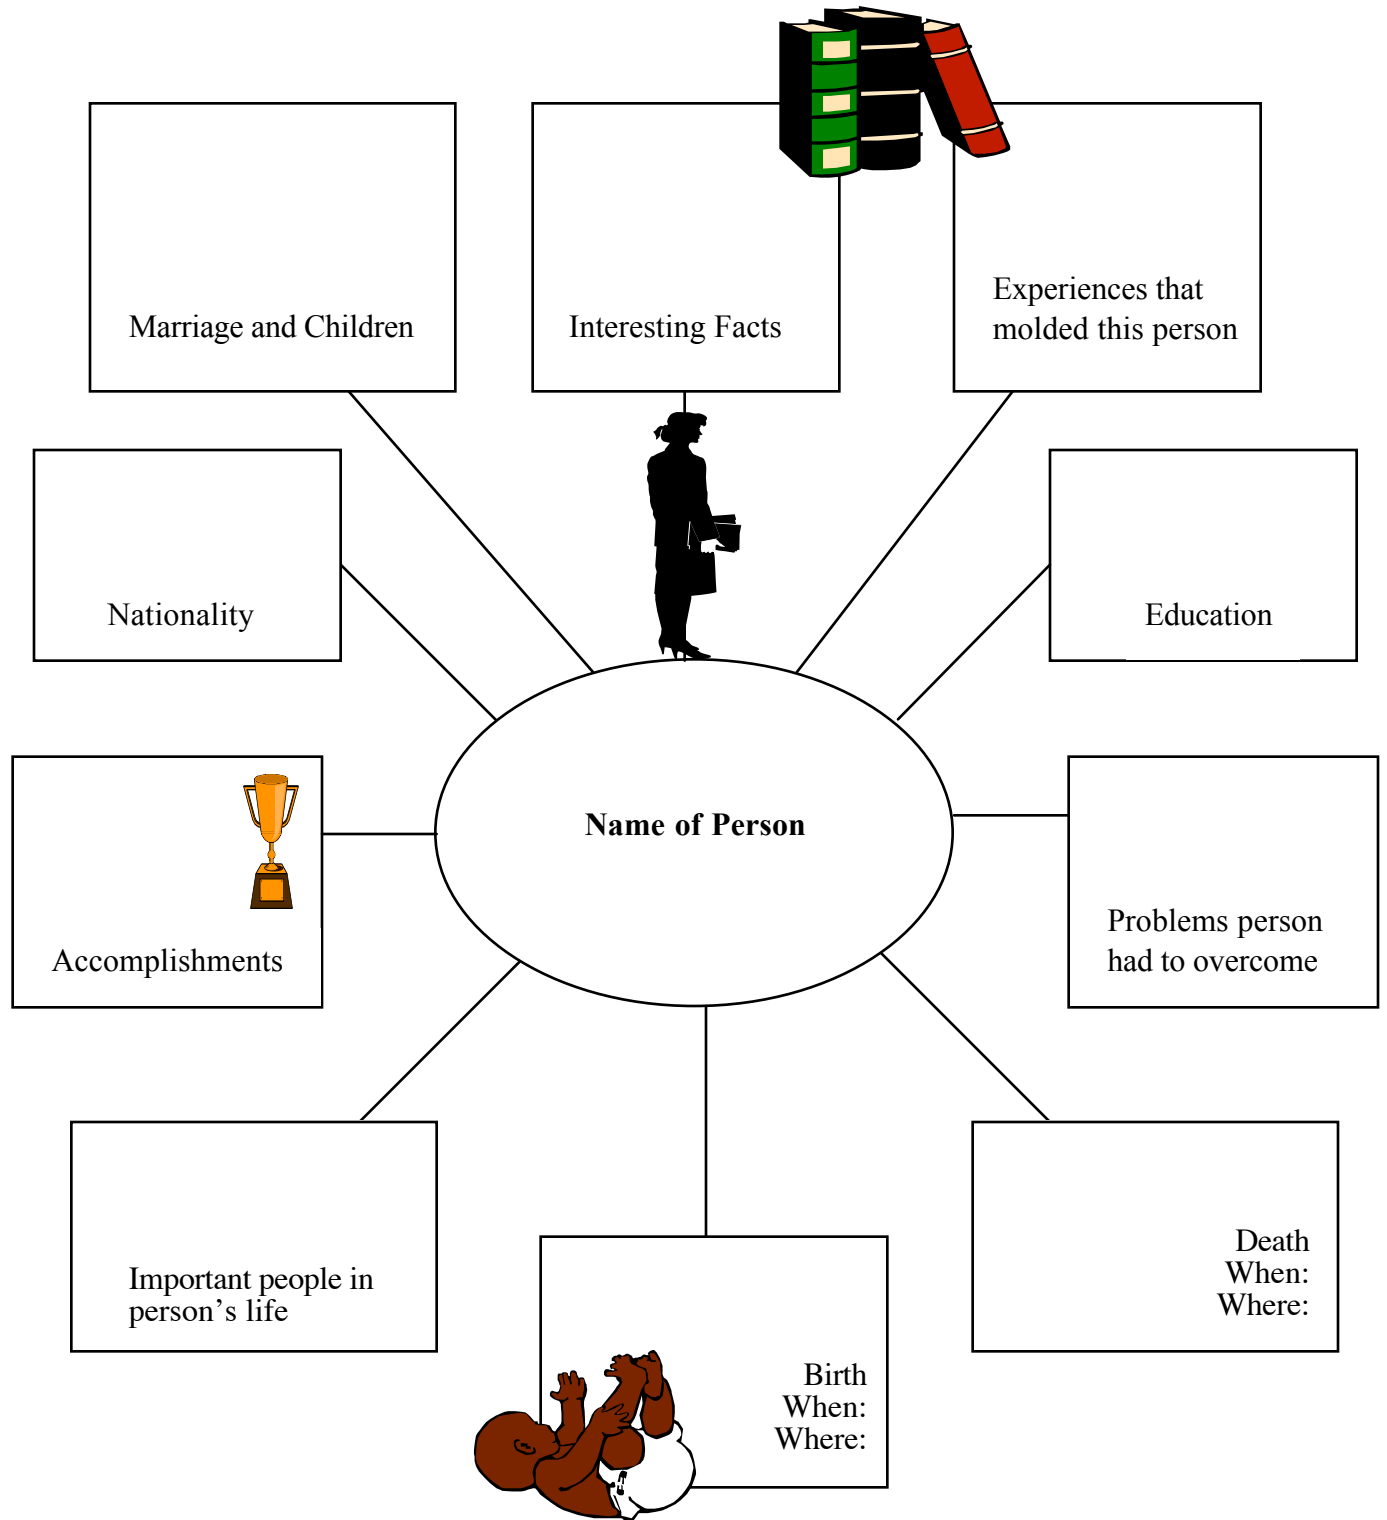 Marriage and Children
Interesting Facts
Experiences that
molded this person
Nationality
Education
Name of Person
Accomplishments
Problems person
had to overcome
Important people in
person’s life
Birth
When:
Where:
Death
When:
Where: